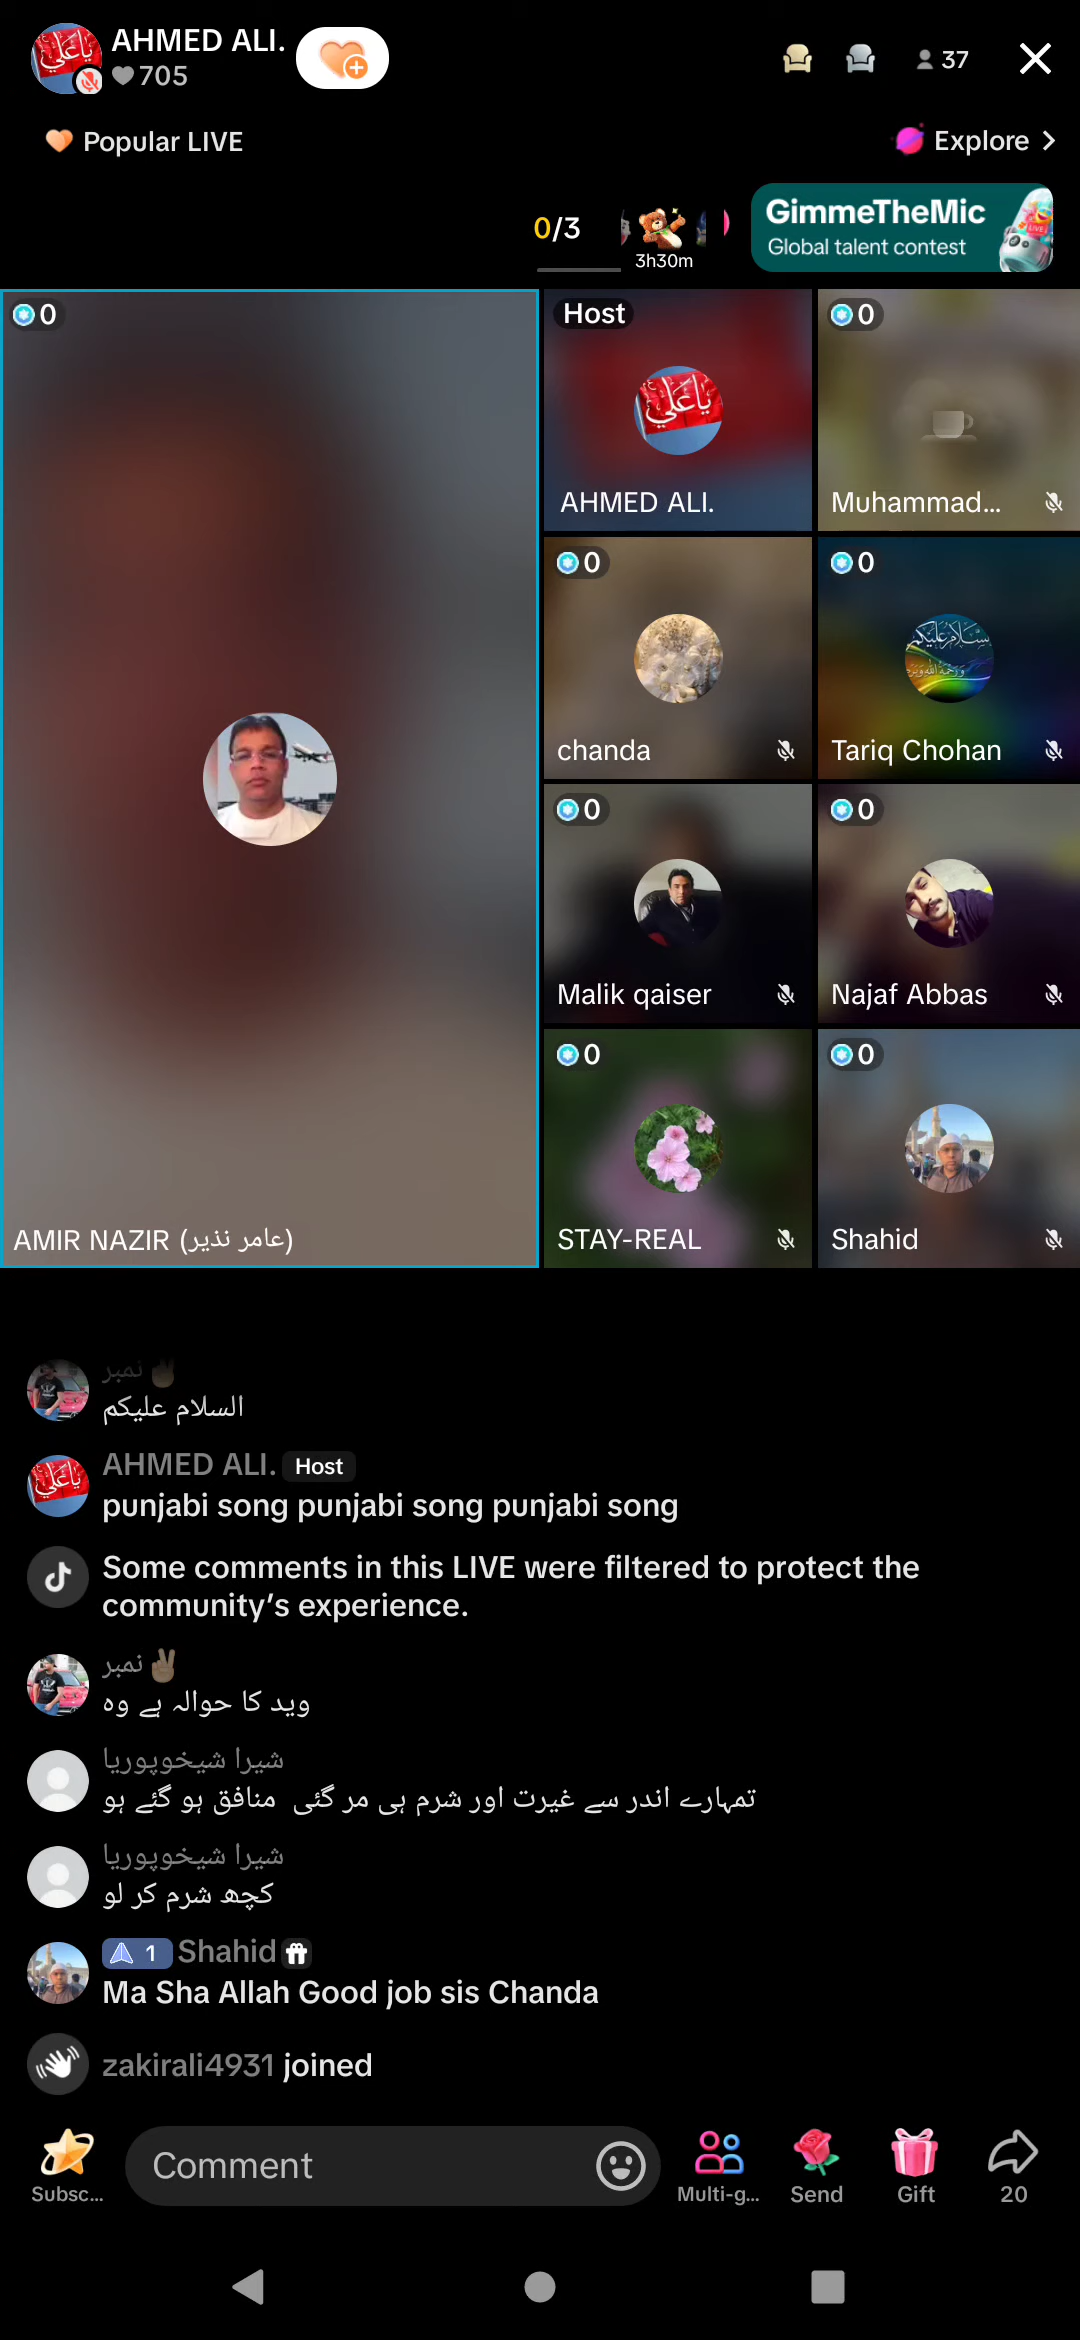 AHMED ALI.
705
37
Popular LIVE
Explore
0/3
3h30m
GimmeTheMic
Global talent contest
LIVE
0
Host
ياعلي
AHMED ALI.
0
Muhammad...
0
chanda
0
Tariq Chohan
0
Malik qaiser
0
Najaf Abbas
0
STAY-REAL
0
Shahid
AMIR NAZIR (عامر نذیر)
نمبر✌🏽
السلام علیکم
AHMED ALI. Host
punjabi song punjabi song punjabi song
Some comments in this LIVE were filtered to protect the
community’s experience.
نمبر✌🏽
وید کا حوالہ ہے وہ
شیرا شیخوپوریا
تمہارے اندر سے غیرت اور شرم ہی مر گئی منافق ہو گئے ہو
شیرا شیخوپوریا
کچھ شرم کر لو
1 Shahid
Ma Sha Allah Good job sis Chanda
zakirali4931 joined
Comment
Subsc...
Multi-g...
Send
Gift
20